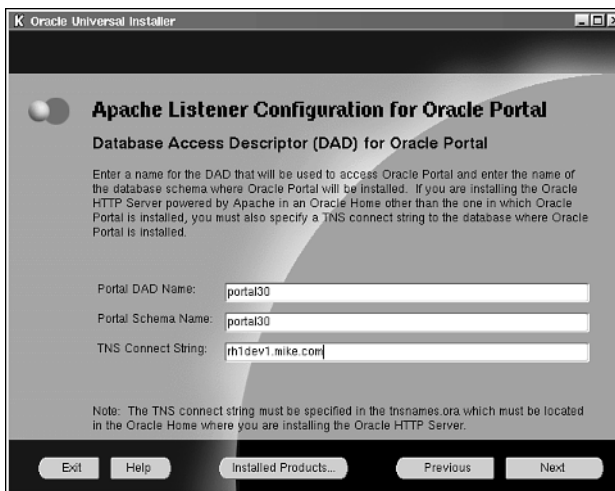 K Oracle Universal Installer
Apache Listener Configuration for Oracle Portal
Database Access Descriptor (DAD) for Oracle Portal
Enter a name for the DAD that will be used to access Oracle Portal and enter the name of
the database schema where Oracle Portal will be installed. If you are installing the Oracle
HTTP Server powered by Apache in an Oracle Home other than the one in which Oracle
Portal is installed, you must also specify a TNS connect string to the database where Oracle
Portal is installed.
Portal DAD Name: portal30
Portal Schema Name: portal30
TNS Connect String: rh1dev1.mike.com
Note: The TNS connect string must be specified in the tnsnames.ora which must be located
in the Oracle Home where you are installing the Oracle HTTP Server.
Exit Help Installed Products... Previous Next